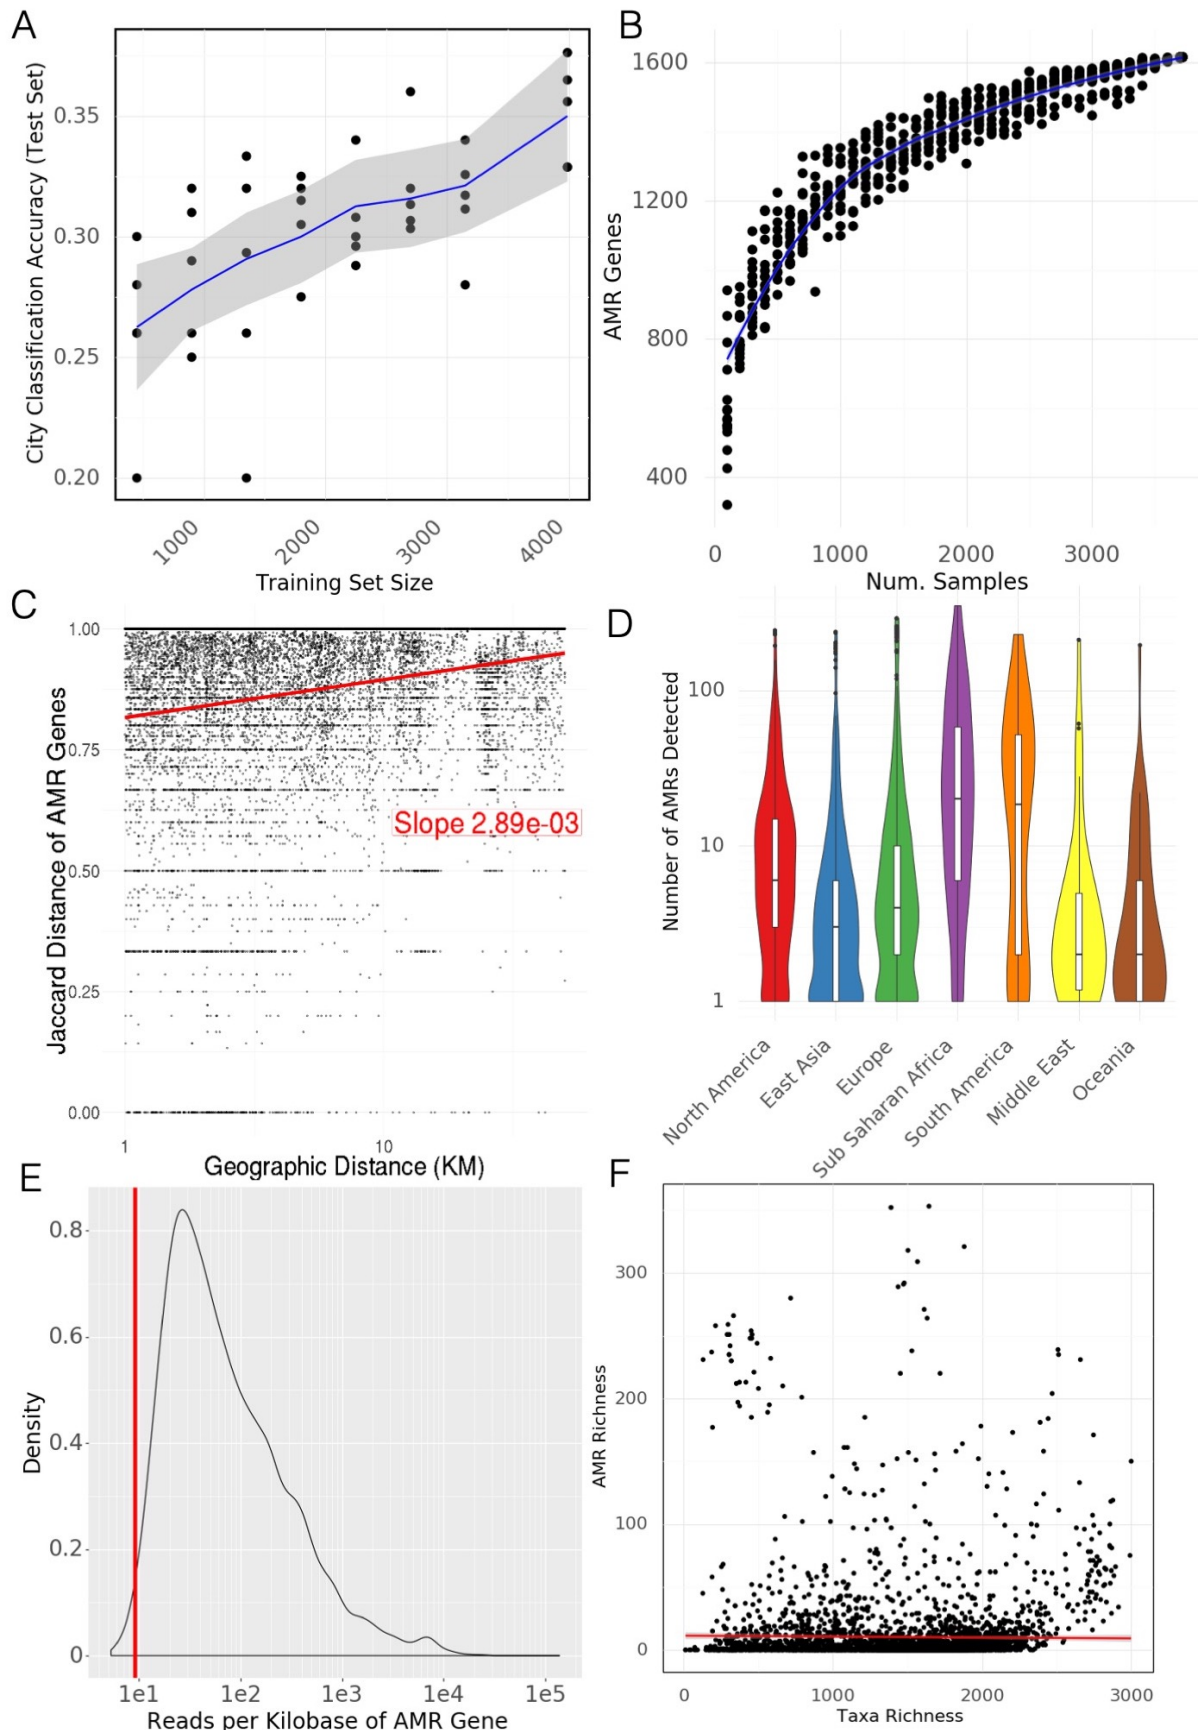 A
City Classification Accuracy (Test Set)
0.35
0.30
0.25
0.20
1000
2000
3000
4000
Training Set Size
B
AMR Genes
1600
1200
800
400
0
1000
2000
3000
Num. Samples
C
Jaccard Distance of AMR Genes
1.00
0.75
0.50
0.25
0.00
Slope 2.89e-03
1
10
Geographic Distance (KM)
D
Number of AMRs Detected
100
10
1
North America
East Asia
Europe
Sub Saharan Africa
South America
Middle East
Oceania
E
Density
0.8
0.6
0.4
0.2
0
1e1
1e2
1e3
1e4
1e5
Reads per Kilobase of AMR Gene
F
AMR Richness
300
200
100
0
0
1000
2000
3000
Taxa Richness